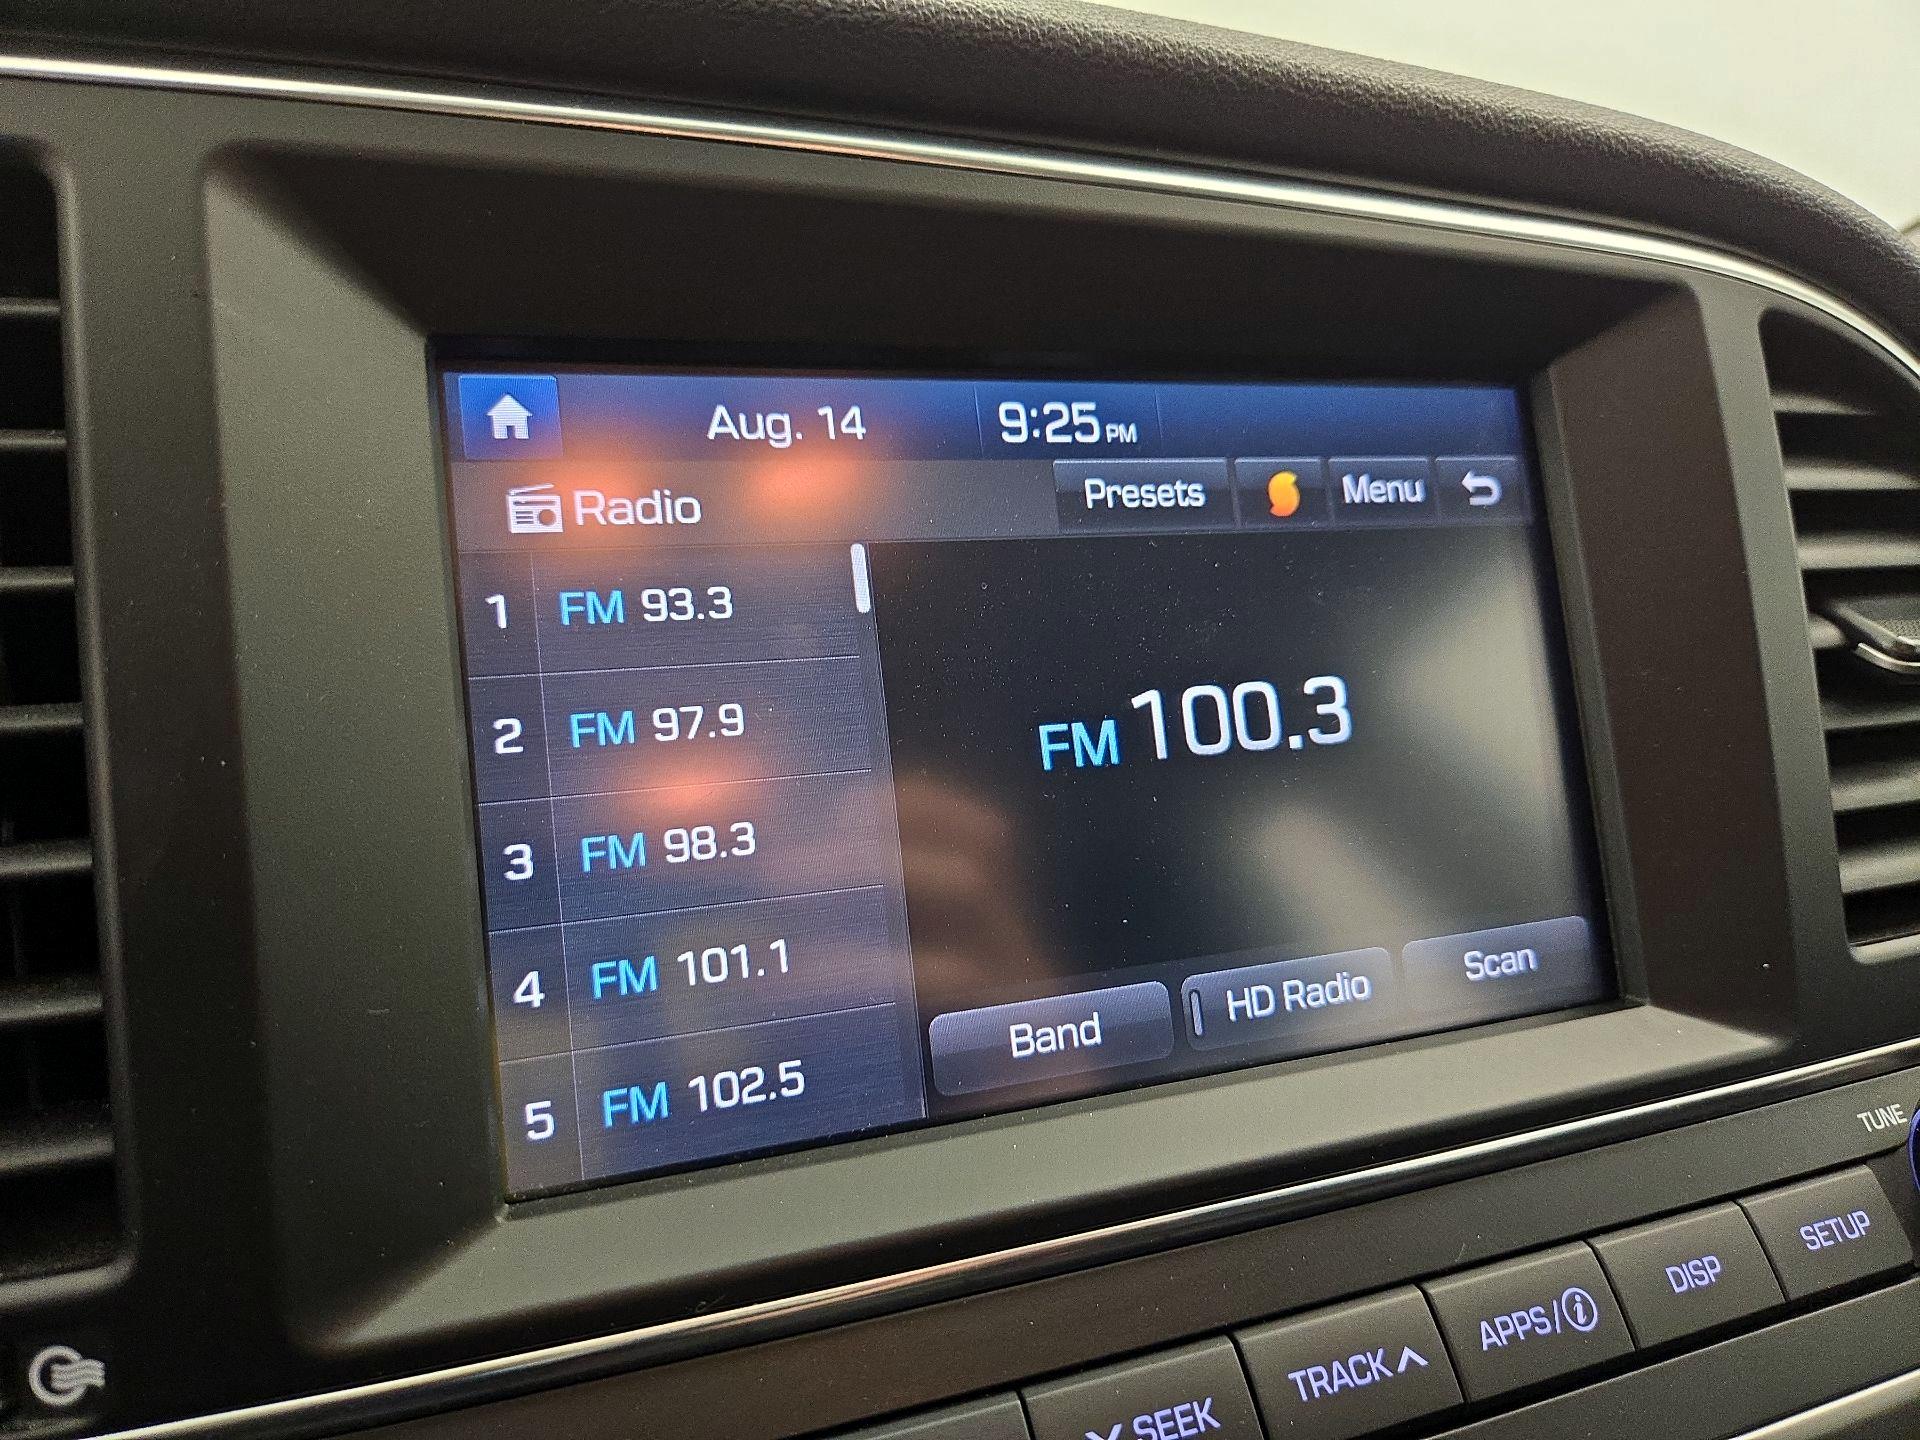 Aug. 14 9:25 PM
Radio Presets Menu
1 FM 93.3
2 FM 97.9
3 FM 98.3
4 FM 101.1
5 FM 102.5
FM 100.3
Band HD Radio Scan
TUNE
SEEK TRACK APPS/i DISP SETUP